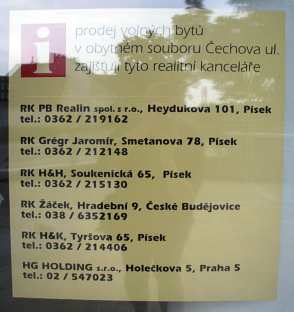 i
prodej volných bytů
v obytném souboru Čechova ul.
zajišťují tyto realitní kanceláře
RK PB Realin spol. s r.o., Heydukova 101, Písek
tel.: 0362 / 219162
RK Grégr Jaromír, Smetanova 78, Písek
tel.: 0362 / 212148
RK H&H, Soukenická 65, Písek
tel.: 0362 / 215130
RK Žáček, Hradební 9, České Budějovice
tel.: 038 / 6352169
RK H&K, Tyršova 65, Písek
tel.: 0362 / 214406
HG HOLDING s.r.o., Holečkova 5, Praha 5
tel.: 02 / 547023